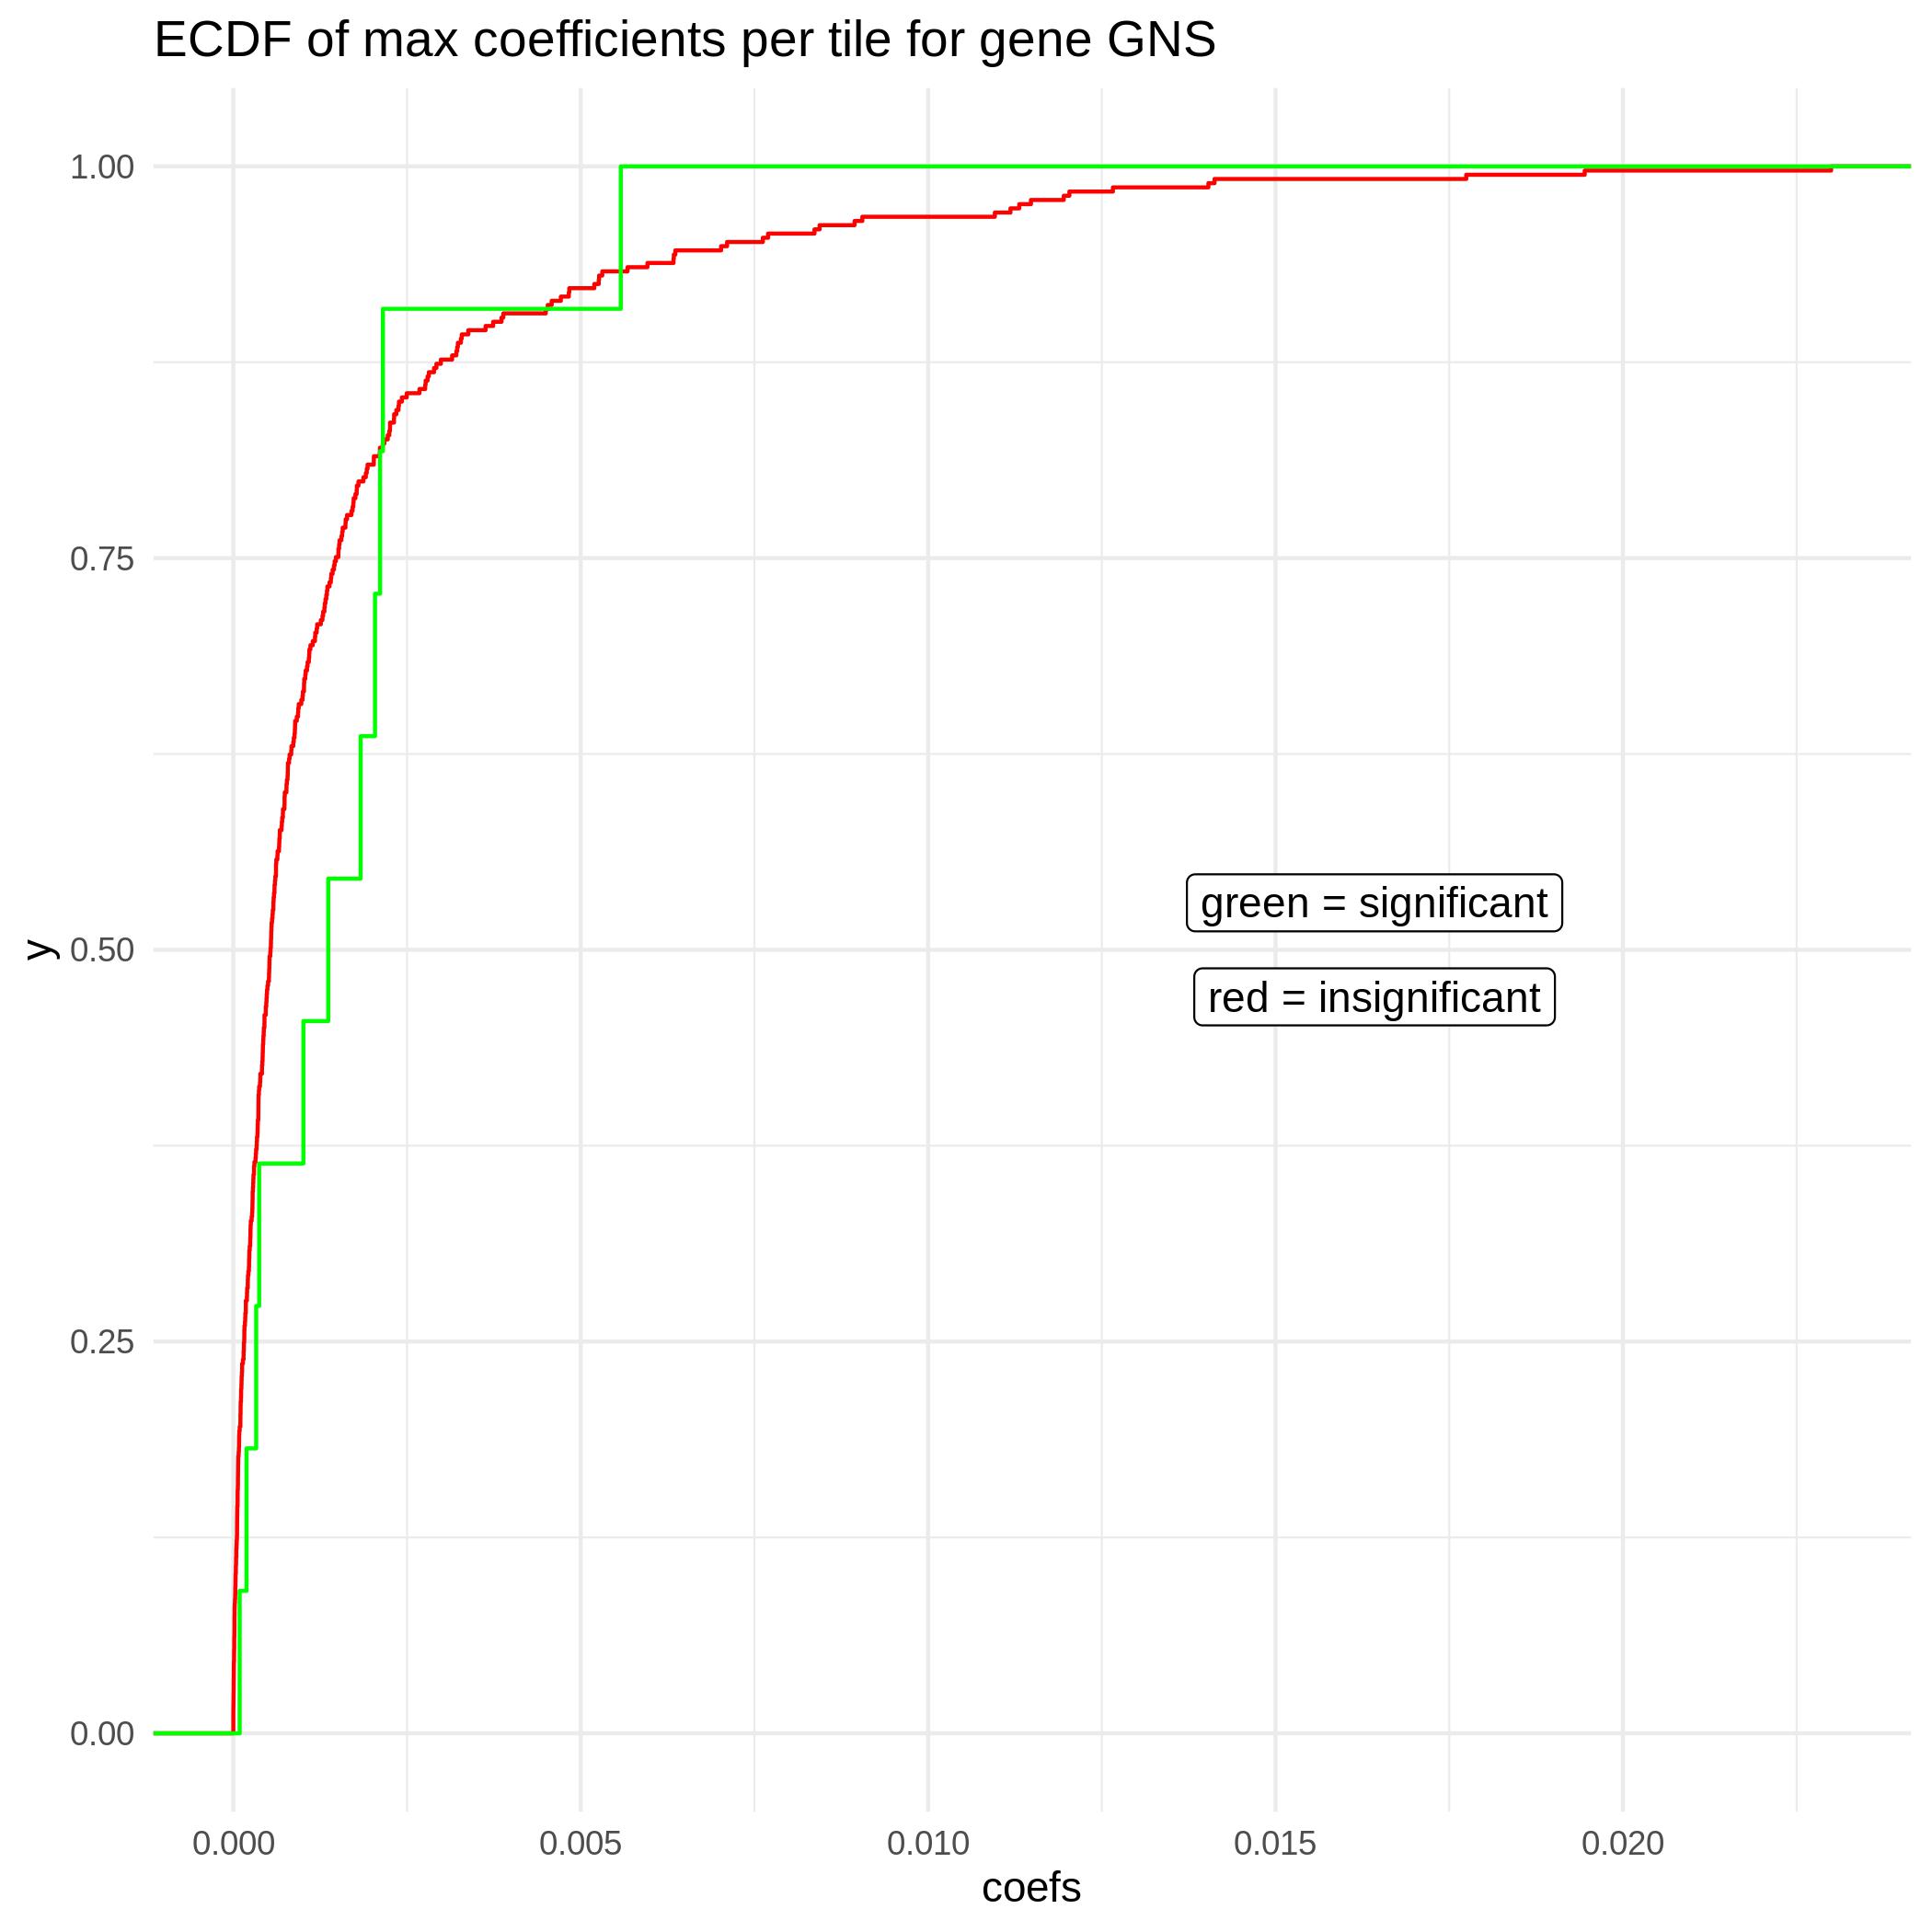 ECDF of max coefficients per tile for gene GNS
1.00
0.75
0.50
0.25
0.00
y
green = significant
red = insignificant
0.000 0.005 0.010 0.015 0.020
coefs